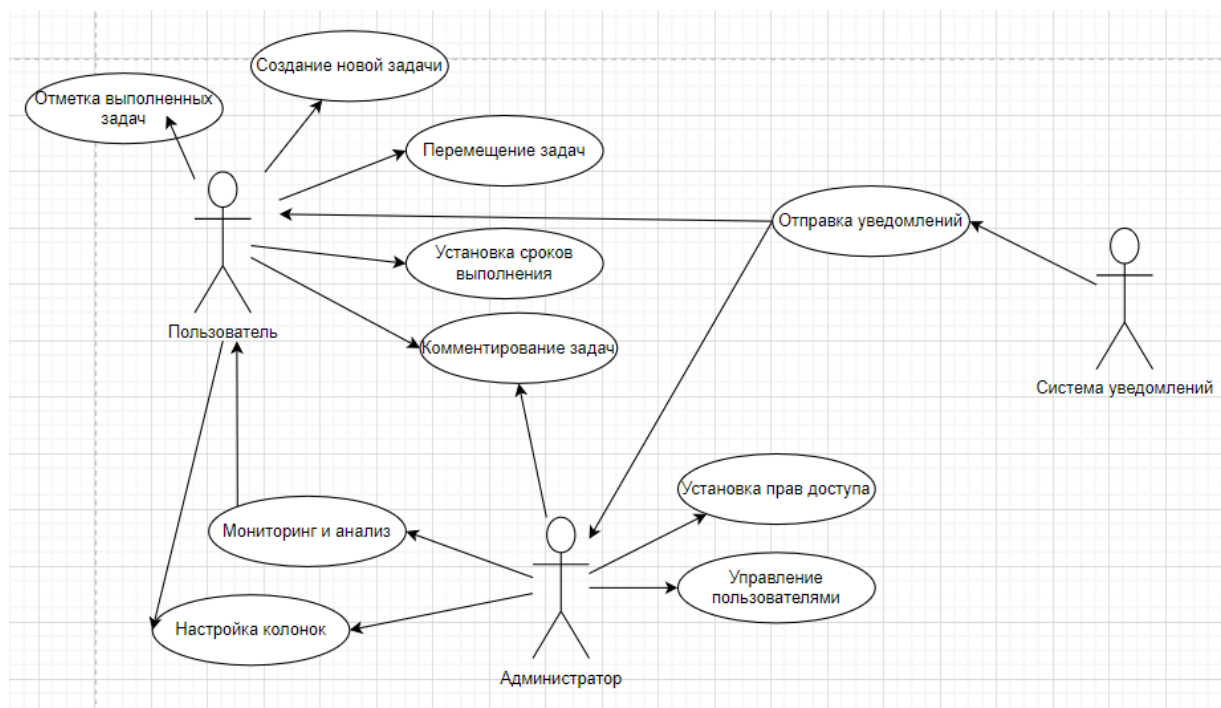 Создание новой задачи
Отметка выполненных
задач
Перемещение задач
Отправка уведомлений
Установка сроков
выполнения
Пользователь
Комментирование задач
Система уведомлений
Установка прав доступа
Мониторинг и анализ
Управление
пользователями
Настройка колонок
Администратор